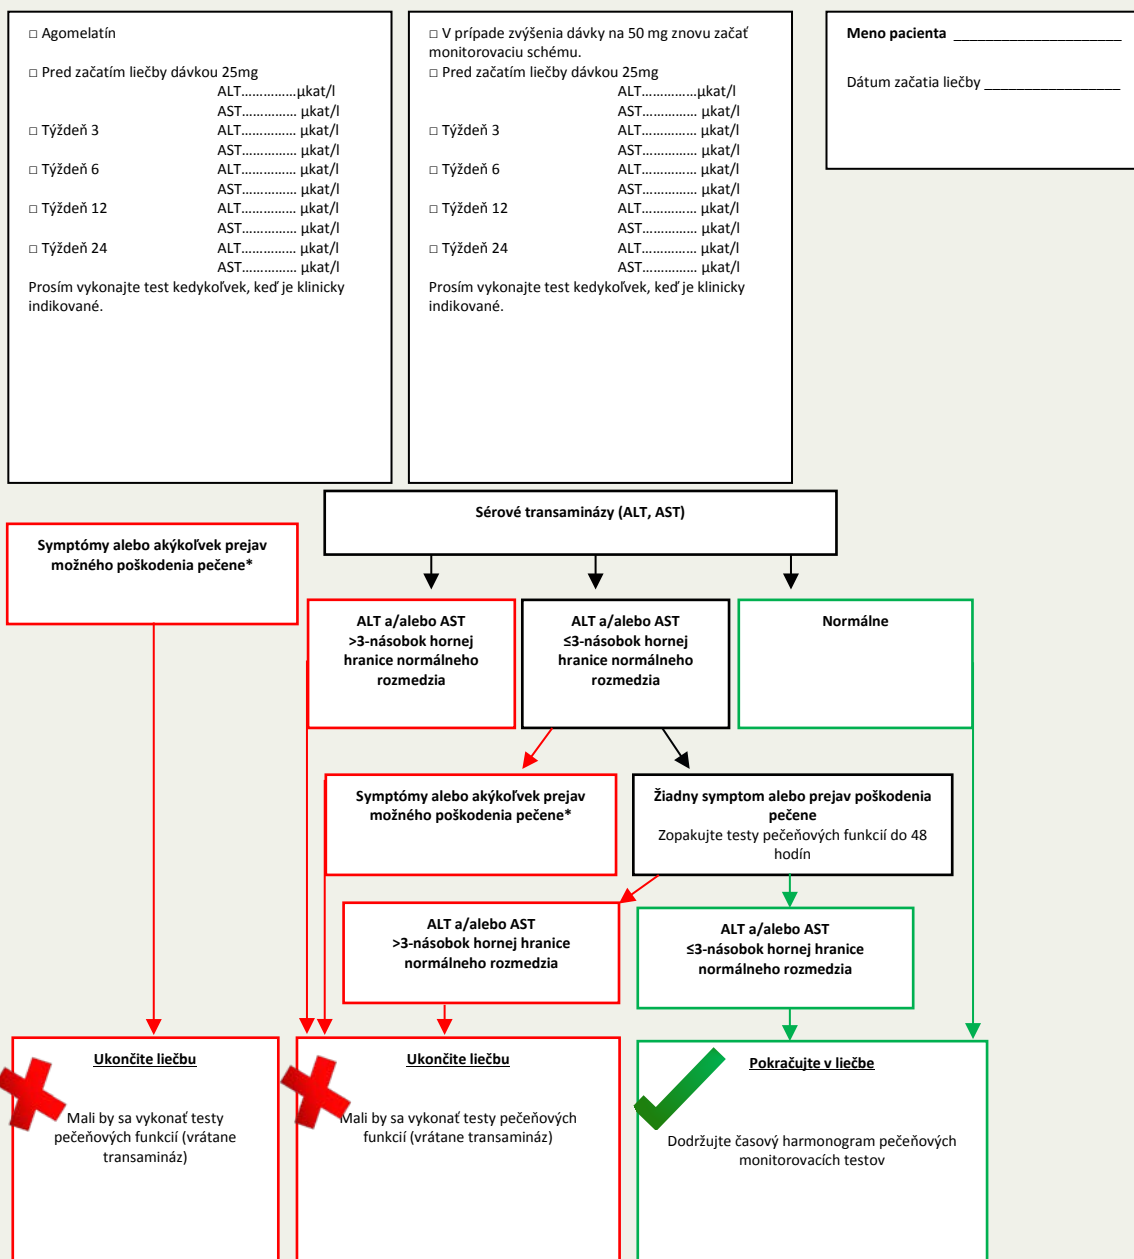 □ Agomelatín
□ Pred začatím liečby dávkou 25mg
ALT……………µkat/l
AST…………… µkat/l
□ Týždeň 3 ALT…………… µkat/l
AST…………… µkat/l
□ Týždeň 6 ALT…………… µkat/l
AST…………… µkat/l
□ Týždeň 12 ALT…………… µkat/l
AST…………… µkat/l
□ Týždeň 24 ALT…………… µkat/l
AST…………… µkat/l
Prosím vykonajte test kedykoľvek, keď je klinicky
indikované.
□ V prípade zvýšenia dávky na 50 mg znovu začať
monitorovaciu schému.
□ Pred začatím liečby dávkou 25mg
ALT……………µkat/l
AST…………… µkat/l
□ Týždeň 3 ALT…………… µkat/l
AST…………… µkat/l
□ Týždeň 6 ALT…………… µkat/l
AST…………… µkat/l
□ Týždeň 12 ALT…………… µkat/l
AST…………… µkat/l
□ Týždeň 24 ALT…………… µkat/l
AST…………… µkat/l
Prosím vykonajte test kedykoľvek, keď je klinicky
indikované.
Meno pacienta _____________________
Dátum začatia liečby _________________
Sérové transaminázy (ALT, AST)
Symptómy alebo akýkoľvek prejav
možného poškodenia pečene*
ALT a/alebo AST
>3-násobok hornej
hranice normálneho
rozmedzia
ALT a/alebo AST
≤3-násobok hornej
hranice normálneho
rozmedzia
Normálne
Symptómy alebo akýkoľvek prejav
možného poškodenia pečene*
Žiadny symptom alebo prejav poškodenia
pečene
Zopakujte testy pečeňových funkcií do 48
hodín
ALT a/alebo AST
>3-násobok hornej hranice
normálneho rozmedzia
ALT a/alebo AST
≤3-násobok hornej hranice
normálneho rozmedzia
Ukončite liečbu
Mali by sa vykonať testy
pečeňových funkcií (vrátane
transamináz)
Ukončite liečbu
Mali by sa vykonať testy pečeňových
funkcií (vrátane transamináz)
Pokračujte v liečbe
Dodržujte časový harmonogram pečeňových
monitorovacích testov